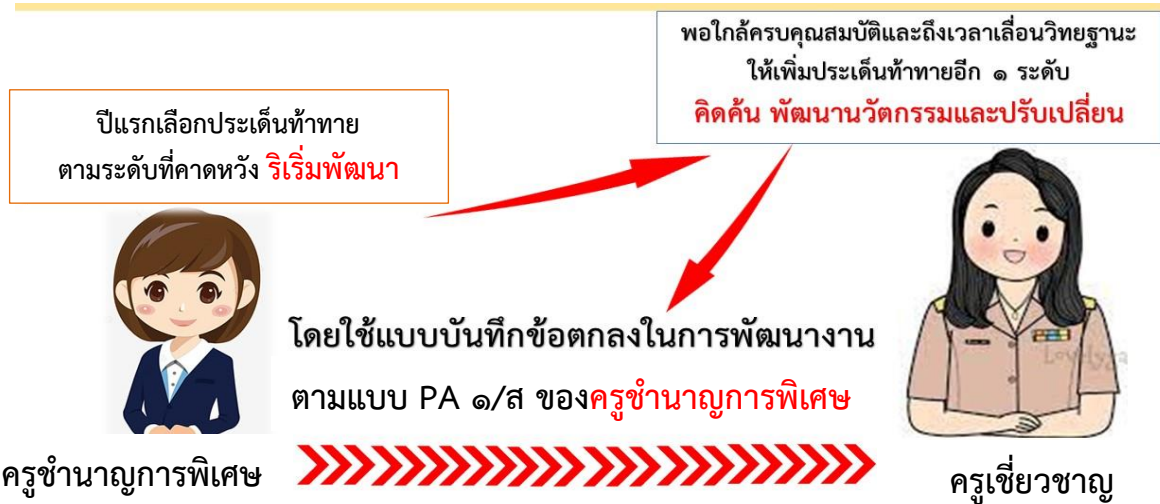 พอใกล้ครบคุณสมบัติและถึงเวลาเลื่อนวิทยฐานะ
ให้เพิ่มประเด็นท้าทายอีก ๑ ระดับ
คิดค้น พัฒนานวัตกรรมและปรับเปลี่ยน
ปีแรกเลือกประเด็นท้าทาย
ตามระดับที่คาดหวัง ริเริ่มพัฒนา
โดยใช้แบบบันทึกข้อตกลงในการพัฒนางาน
ตามแบบ PA ๑/ส ของครูชำนาญการพิเศษ
ครูชำนาญการพิเศษ
ครูเชี่ยวชาญ